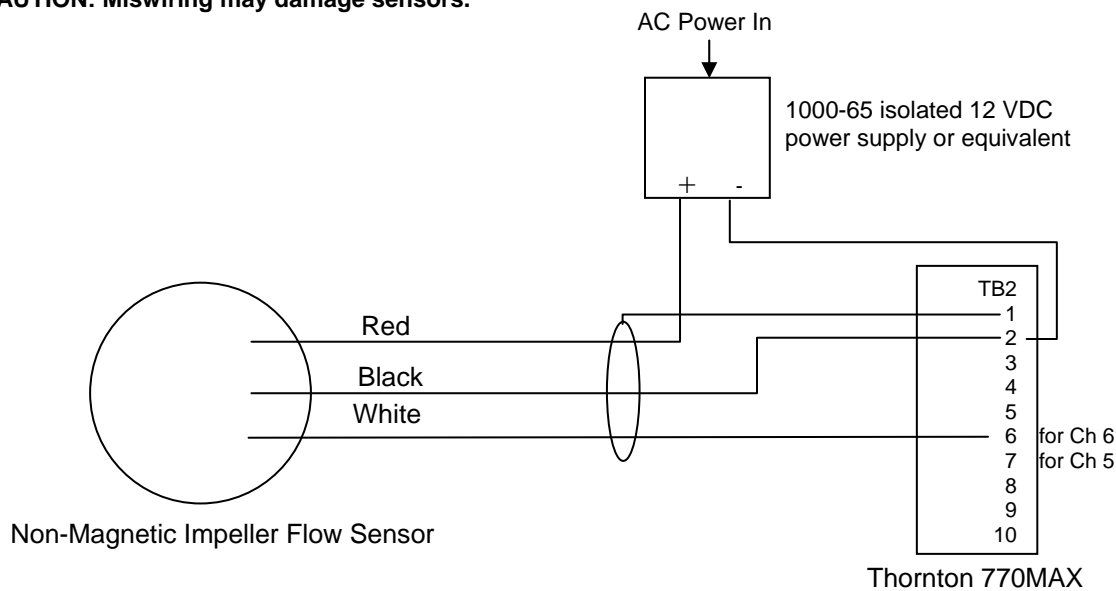 AUTION: Miswiring may damage sensors.
AC Power In
1000-65 isolated 12 VDC
power supply or equivalent
+ -
TB2
1
2
3
4
5
6 for Ch 6
7 for Ch 5
8
9
10
Red
Black
White
Non-Magnetic Impeller Flow Sensor
Thornton 770MAX